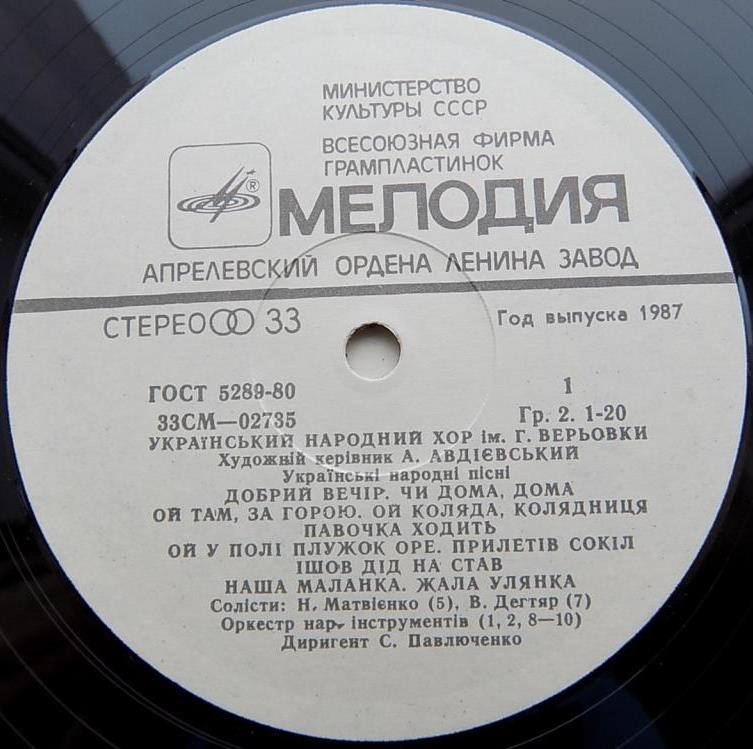 МИНИСТЕРСТВО
КУЛЬТУРЫ СССР
ВСЕСОЮЗНАЯ ФИРМА
ГРАМПЛАСТИНОК
®
МЕЛОДИЯ
АПРЕЛЕВСКИЙ ОРДЕНА ЛЕНИНА ЗАВОД
СТЕРЕО 33
Год выпуска 1987
ГОСТ 5289-80
1
33СМ—02735
Гр. 2. 1-20
УКРАЇНСЬКИЙ НАРОДНИЙ ХОР ім. Г. ВЕРЬОВКИ
Художній керівник А. АВДІЄВСЬКИЙ
Українські народні пісні
ДОБРИЙ ВЕЧІР. ЧИ ДОМА, ДОМА
ОЙ ТАМ, ЗА ГОРОЮ. ОЙ КОЛЯДА, КОЛЯДНИЦЯ
ПАВОЧКА ХОДИТЬ
ОЙ У ПОЛІ ПЛУЖОК ОРЕ. ПРИЛЕТІВ СОКІЛ
ІШОВ ДІД НА СТАВ
НАША МАЛАНКА. ЖАЛА УЛЯНКА
Солісти: Н. Матвієнко (5), В. Дегтяр (7)
Оркестр нар. інструментів (1, 2, 8—10)
Диригент С. Павлюченко